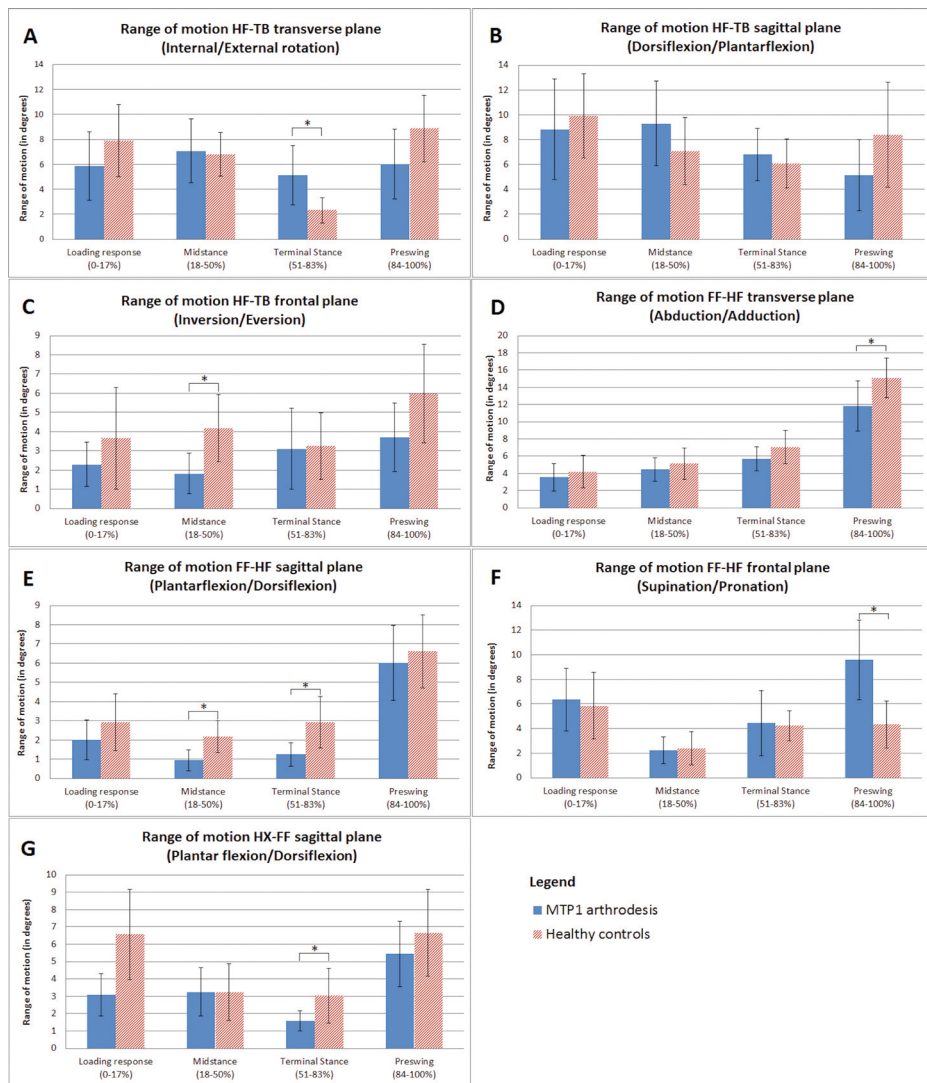 A
Range of motion HF-TB transverse plane
(Internal/External rotation)
Range of motion (in degrees)
14
12
10
8
6
4
2
0
*
Loading response
(0-17%)
Midstance
(18-50%)
Terminal Stance
(51-83%)
Preswing
(84-100%)
B
Range of motion HF-TB sagittal plane
(Dorsiflexion/Plantarflexion)
Range of motion (in degrees)
14
12
10
8
6
4
2
0
Loading response
(0-17%)
Midstance
(18-50%)
Terminal Stance
(51-83%)
Preswing
(84-100%)
C
Range of motion HF-TB frontal plane
(Inversion/Eversion)
Range of motion (in degrees)
9
8
7
6
5
4
3
2
1
0
*
Loading response
(0-17%)
Midstance
(18-50%)
Terminal Stance
(51-83%)
Preswing
(84-100%)
D
Range of motion FF-HF transverse plane
(Abduction/Adduction)
Range of motion (in degrees)
20
18
16
14
12
10
8
6
4
2
0
*
Loading response
(0-17%)
Midstance
(18-50%)
Terminal Stance
(51-83%)
Preswing
(84-100%)
E
Range of motion FF-HF sagittal plane
(Plantarflexion/Dorsiflexion)
Range of motion (in degrees)
9
8
7
6
5
4
3
2
1
0
*
*
Loading response
(0-17%)
Midstance
(18-50%)
Terminal Stance
(51-83%)
Preswing
(84-100%)
F
Range of motion FF-HF frontal plane
(Supination/Pronation)
Range of motion (in degrees)
14
12
10
8
6
4
2
0
*
Loading response
(0-17%)
Midstance
(18-50%)
Terminal Stance
(51-83%)
Preswing
(84-100%)
G
Range of motion HX-FF sagittal plane
(Plantar flexion/Dorsiflexion)
Range of motion (in degrees)
10
9
8
7
6
5
4
3
2
1
0
*
Loading response
(0-17%)
Midstance
(18-50%)
Terminal Stance
(51-83%)
Preswing
(84-100%)
Legend
MTP1 arthrodesis
Healthy controls